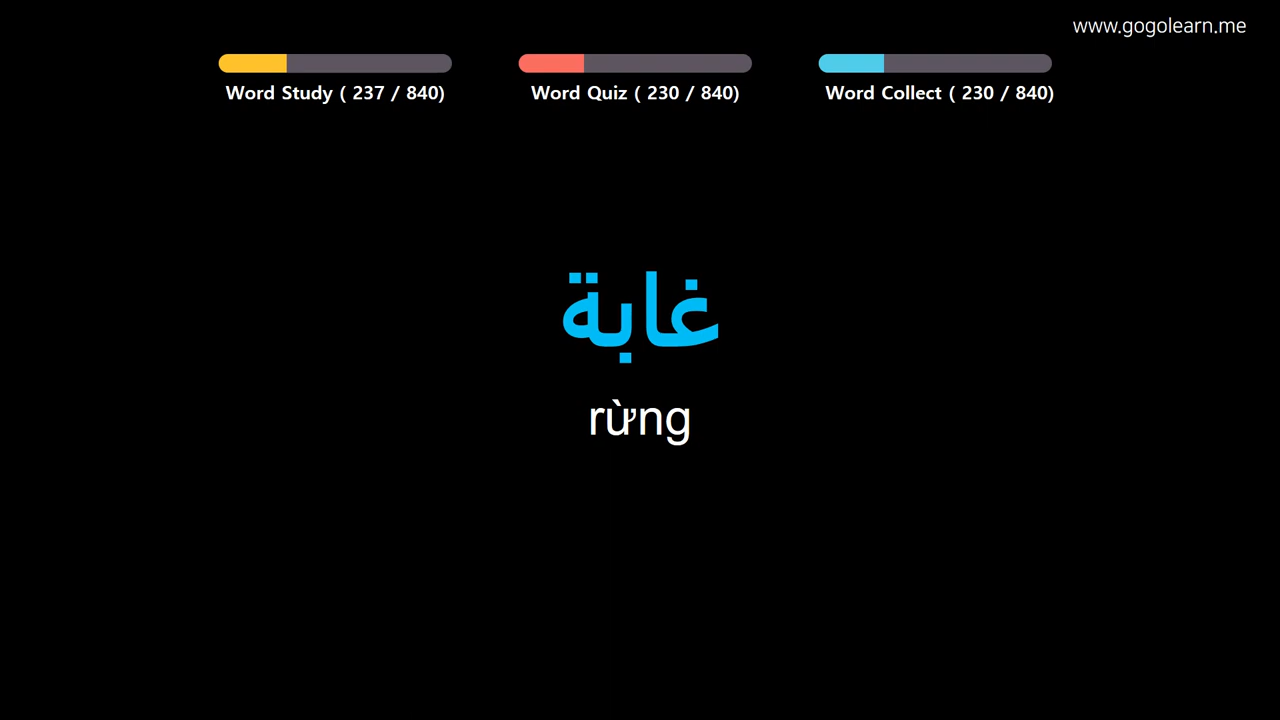 www.gogolearn.me
Word Study ( 237 / 840)
Word Quiz ( 230 / 840)
Word Collect ( 230 / 840)
غابة
rừng